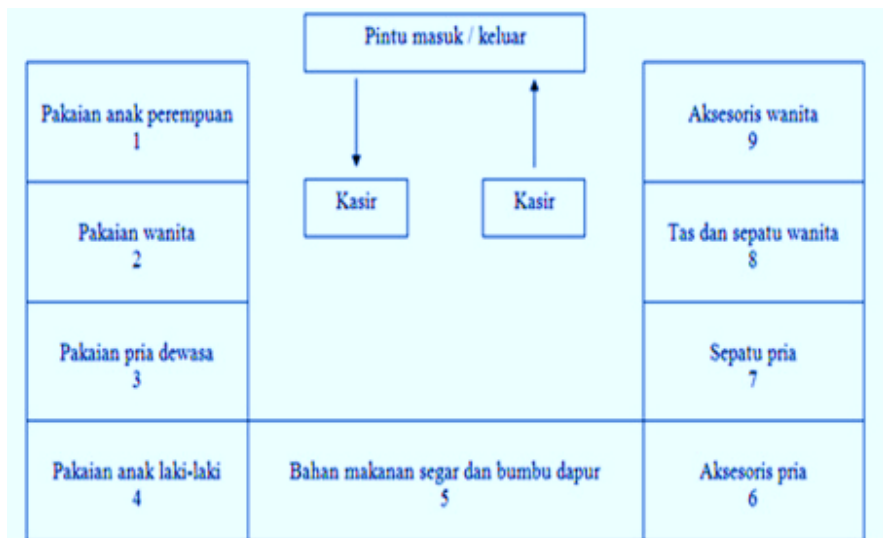 Pintu masuk / keluar
Pakaian anak perempuan
1
Aksesoris wanita
9
Kasir
Kasir
Pakaian wanita
2
Tas dan sepatu wanita
8
Pakaian pria dewasa
3
Sepatu pria
7
Pakaian anak laki-laki
4
Bahan makanan segar dan bumbu dapur
5
Aksesoris pria
6